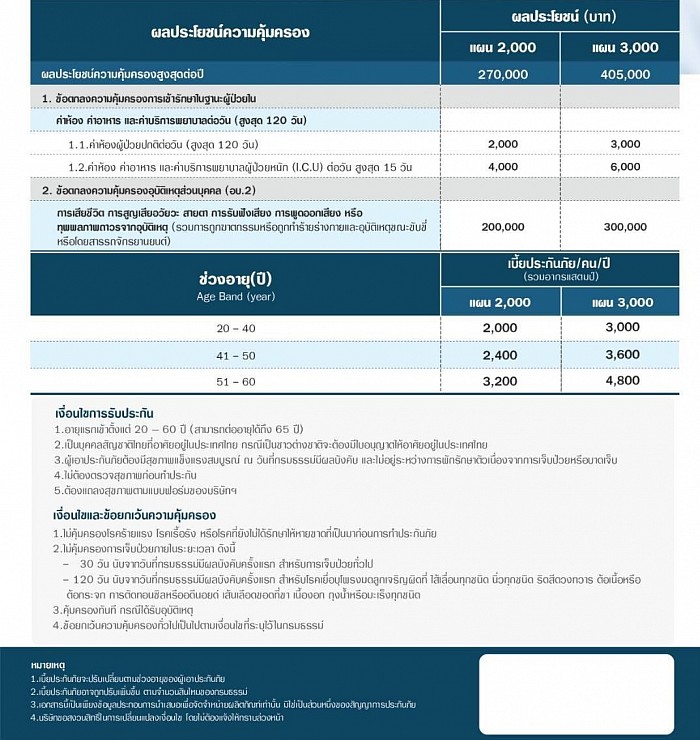 ผลประโยชน์ความคุ้มครอง
ผลประโยชน์ (บาท)
แผน 2,000 แผน 3,000
ผลประโยชน์ความคุ้มครองสูงสุดต่อปี 270,000 405,000
1. ข้อตกลงความคุ้มครองการเข้ารักษาในฐานะผู้ป่วยใน
ค่าห้อง ค่าอาหาร และค่าบริการพยาบาลต่อวัน (สูงสุด 120 วัน)
1.1.ค่าห้องผู้ป่วยปกติต่อวัน (สูงสุด 120 วัน) 2,000 3,000
1.2.ค่าห้อง ค่าอาหาร และค่าบริการพยาบาลผู้ป่วยหนัก (I.C.U) ต่อวัน สูงสุด 15 วัน 4,000 6,000
2. ข้อตกลงความคุ้มครองอุบัติเหตุส่วนบุคคล (อบ.2)
การเสียชีวิต การสูญเสียอวัยวะ สายตา การรับฟังเสียง การพูดออกเสียง หรือ
ทุพพลภาพถาวรจากอุบัติเหตุ (รวมการถูกฆาตกรรมหรือถูกทำร้ายร่างกายและอุบัติเหตุขณะขับขี่ 200,000 300,000
หรือโดยสารรถจักรยานยนต์)
ช่วงอายุ(ปี)
Age Band (year)
เบี้ยประกันภัย/คน/ปี
(รวมอากรแสตมป์)
แผน 2,000 แผน 3,000
20 – 40 2,000 3,000
41 – 50 2,400 3,600
51 – 60 3,200 4,800
เงื่อนไขการรับประกัน
1.อายุแรกเข้าตั้งแต่ 20 – 60 ปี (สามารถต่ออายุได้ถึง 65 ปี)
2.เป็นบุคคลสัญชาติไทยที่อาศัยอยู่ในประเทศไทย กรณีเป็นชาวต่างชาติจะต้องมีใบอนุญาตให้อาศัยอยู่ในประเทศไทย
3.ผู้เอาประกันภัยต้องมีสุขภาพแข็งแรงสมบูรณ์ ณ วันที่กรมธรรม์มีผลบังคับ และไม่อยู่ระหว่างการพักรักษาตัวเนื่องจากการเจ็บป่วยหรือบาดเจ็บ
4.ไม่ต้องตรวจสุขภาพก่อนทำประกัน
5.ต้องแถลงสุขภาพตามแบบฟอร์มของบริษัทฯ
เงื่อนไขและข้อยกเว้นความคุ้มครอง
1.ไม่คุ้มครองโรคร้ายแรง โรคเรื้อรัง หรือโรคที่ยังไม่ได้รักษาให้หายขาดที่เป็นมาก่อนการทำประกันภัย
2.ไม่คุ้มครองการเจ็บป่วยภายในระยะเวลา ดังนี้
– 30 วัน นับจากวันที่กรมธรรม์มีผลบังคับครั้งแรก สำหรับการเจ็บป่วยทั่วไป
– 120 วัน นับจากวันที่กรมธรรม์มีผลบังคับครั้งแรก สำหรับโรคเยื่อบุโพรงมดลูกเจริญผิดที่ ไส้เลื่อนทุกชนิด นิ่วทุกชนิด ริดสีดวงทวาร ต้อเนื้อหรือ
ต้อกระจก การตัดทอนซิลหรืออดีนอยด์ เส้นเลือดขอดที่ขา เนื้องอก ถุงน้ำหรือมะเร็งทุกชนิด
3.คุ้มครองทันที กรณีได้รับอุบัติเหตุ
4.ข้อยกเว้นความคุ้มครองทั่วไปเป็นไปตามเงื่อนไขที่ระบุไว้ในกรมธรรม์
หมายเหตุ
1.เบี้ยประกันภัยจะปรับเปลี่ยนตามช่วงอายุของผู้เอาประกันภัย
2.เบี้ยประกันภัยอาจถูกปรับเพิ่มขึ้น ตามจำนวนสินไหมของกรมธรรม์
3.เอกสารนี้เป็นเพียงข้อมูลประกอบการนำเสนอเพื่อจัดจำหน่ายผลิตภัณฑ์เท่านั้น มิใช่เป็นส่วนหนึ่งของสัญญาการประกันภัย
4.บริษัทขอสงวนสิทธิ์ในการเปลี่ยนแปลงเงื่อนไข โดยไม่ต้องแจ้งให้ทราบล่วงหน้า